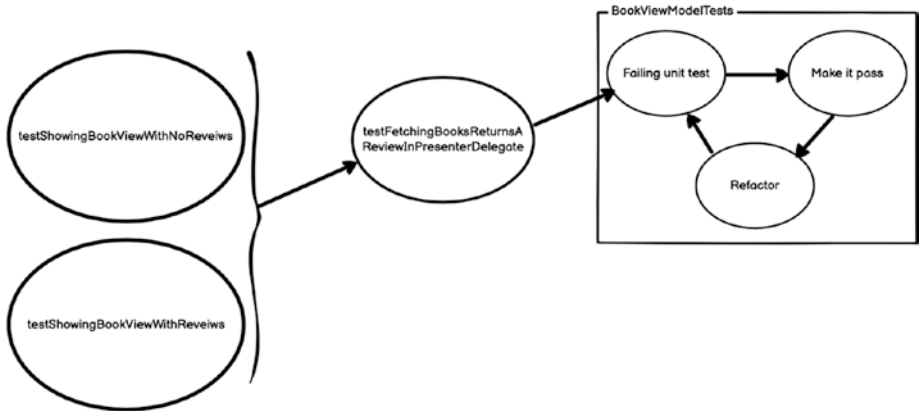 BookViewModelTests
Failing unit test
Make it pass
Refactor
testShowingBookViewWithNoReveiws
testFetchingBooksReturnsA
ReviewInPresenterDelegate
testShowingBookViewWithReveiws